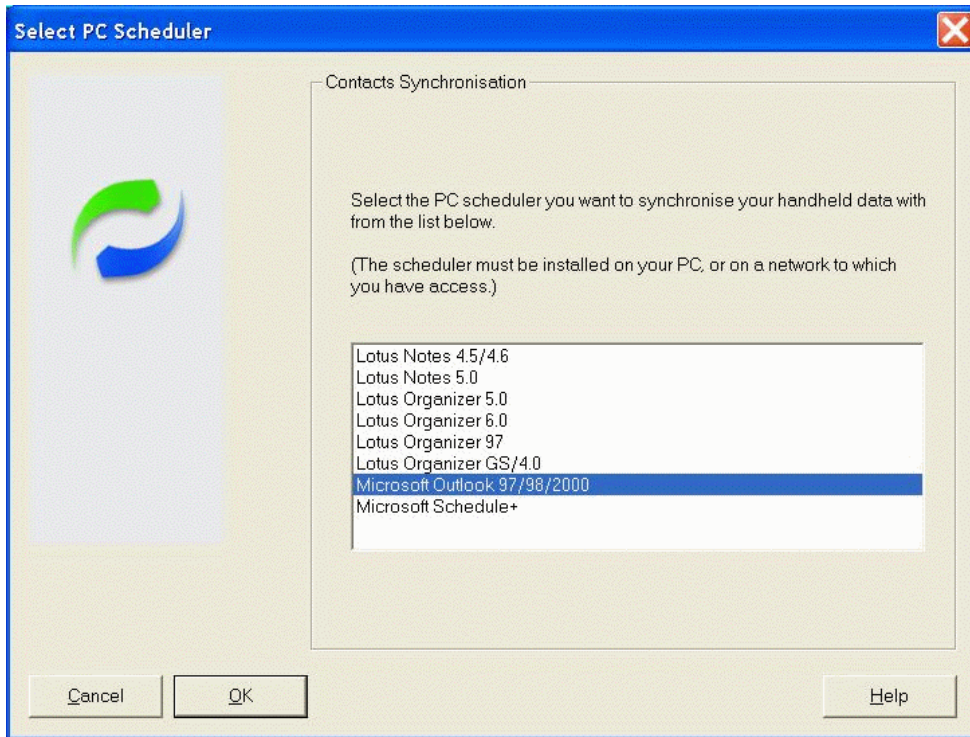 Select PC Scheduler
Contacts Synchronisation
Select the PC scheduler you want to synchronise your handheld data with
from the list below.
(The scheduler must be installed on your PC, or on a network to which
you have access.)
Lotus Notes 4.5/4.6
Lotus Notes 5.0
Lotus Organizer 5.0
Lotus Organizer 6.0
Lotus Organizer 97
Lotus Organizer GS/4.0
Microsoft Outlook 97/98/2000
Microsoft Schedule+
Cancel
OK
Help